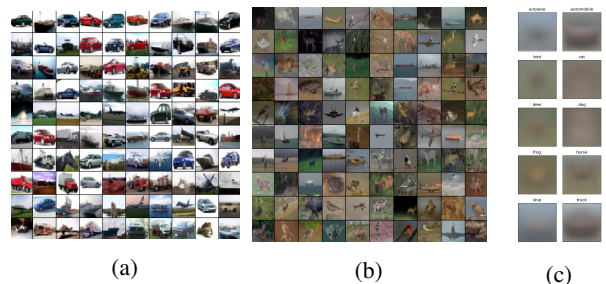 airplane automobile
bird cat
deer dog
frog horse
ship truck
(a) (b) (c)